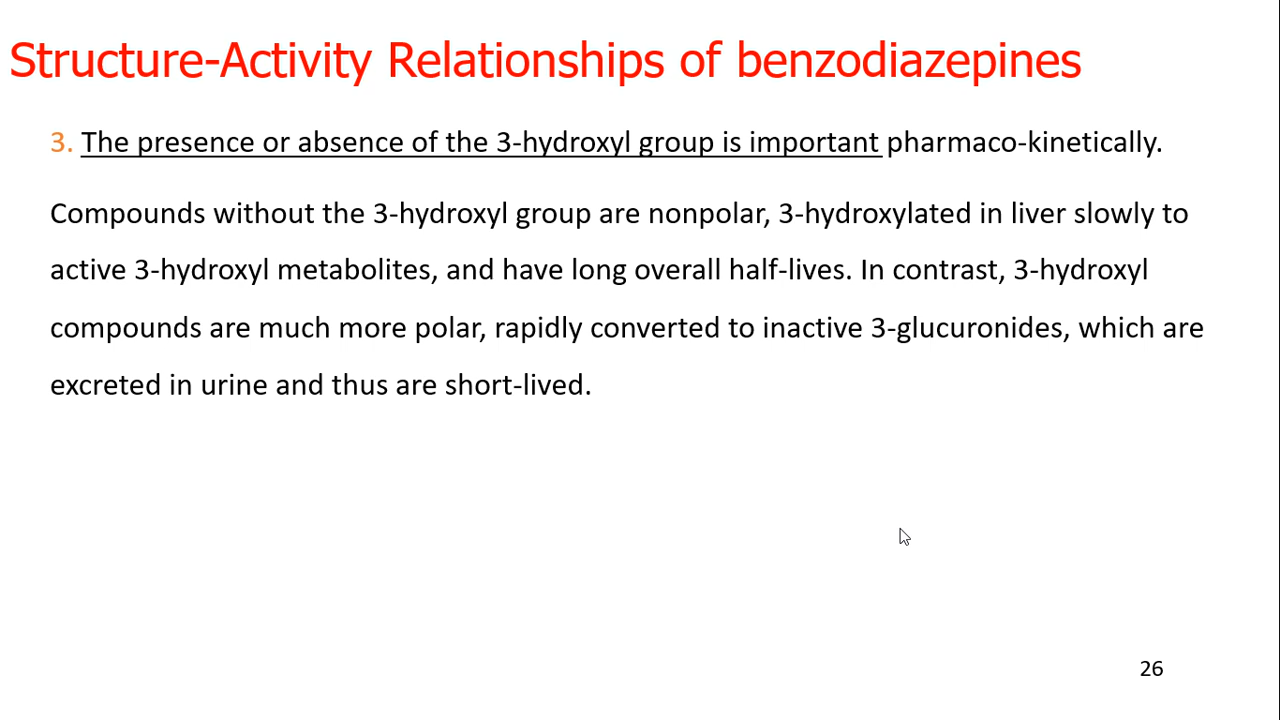 Structure-Activity Relationships of benzodiazepines
3. The presence or absence of the 3-hydroxyl group is important pharmaco-kinetically.
Compounds without the 3-hydroxyl group are nonpolar, 3-hydroxylated in liver slowly to
active 3-hydroxyl metabolites, and have long overall half-lives. In contrast, 3-hydroxyl
compounds are much more polar, rapidly converted to inactive 3-glucuronides, which are
excreted in urine and thus are short-lived.
26